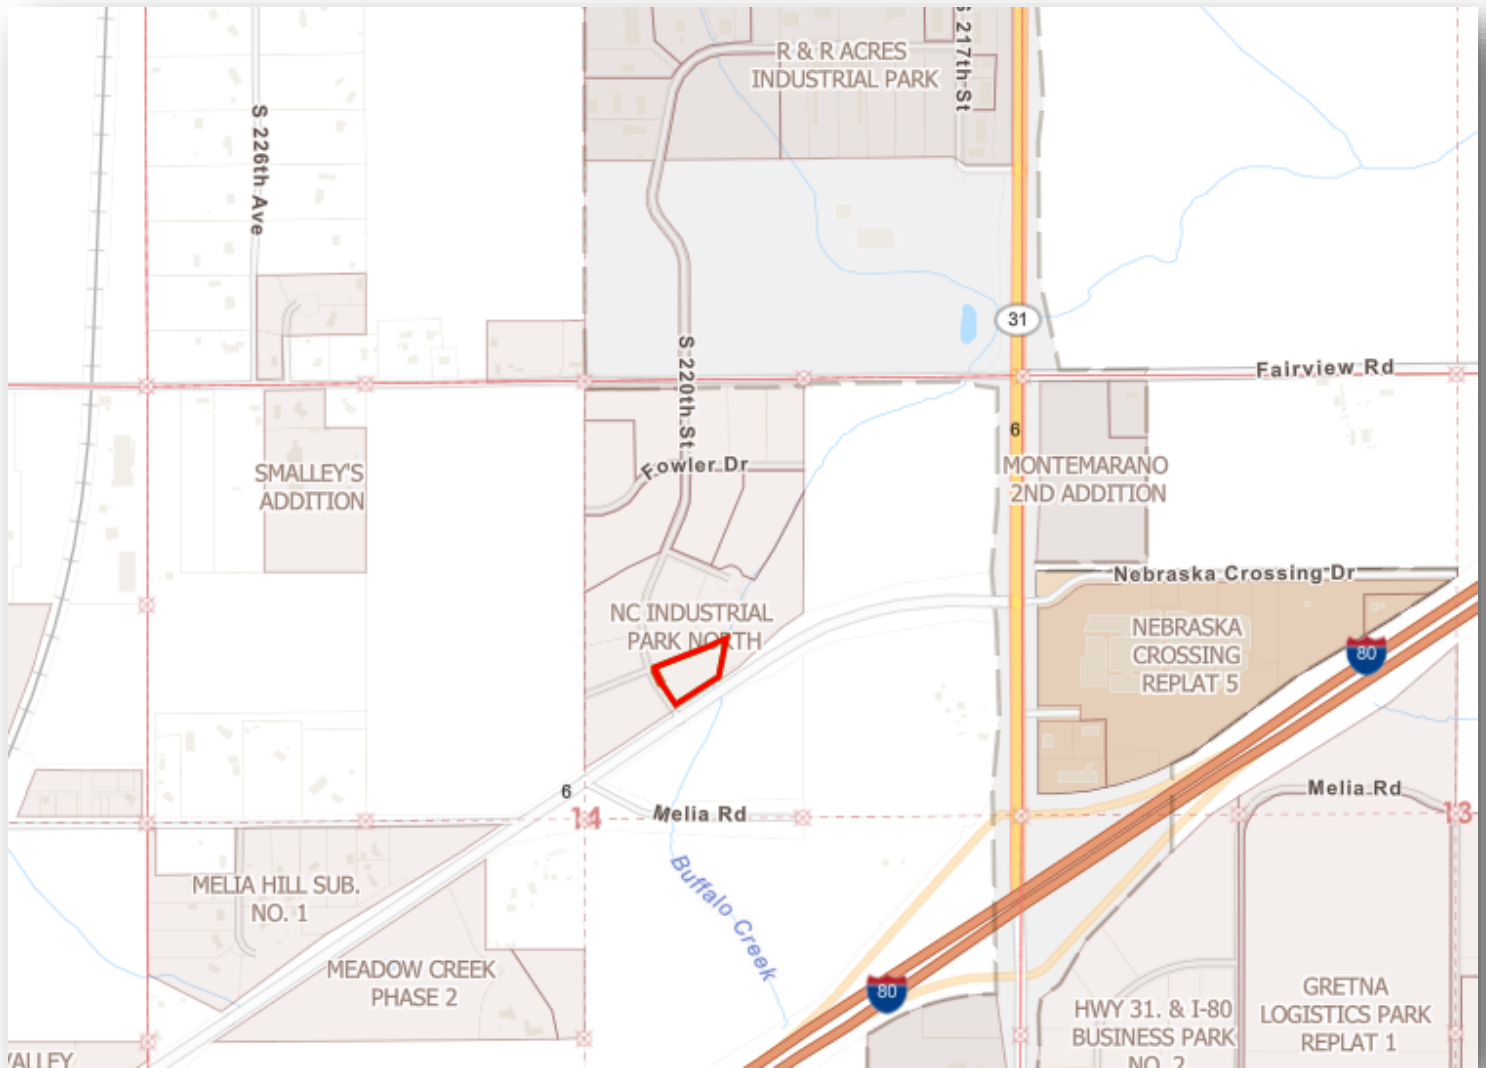 R & R ACRES
INDUSTRIAL PARK
S 217th St
S 226th Ave
31
S 220th St
Fairview Rd
6
Fowler Dr
SMALLEY'S
ADDITION
MONTEMARANO
2ND ADDITION
Nebraska Crossing Dr
NC INDUSTRIAL
PARK NORTH
NEBRASKA
CROSSING
REPLAT 5
80
6
14
Melia Rd
Melia Rd
13
MELIA HILL SUB.
NO. 1
Buffalo Creek
MEADOW CREEK
PHASE 2
80
HWY 31. & I-80
BUSINESS PARK
NO. 2
GRETNA
LOGISTICS PARK
REPLAT 1
VALLEY